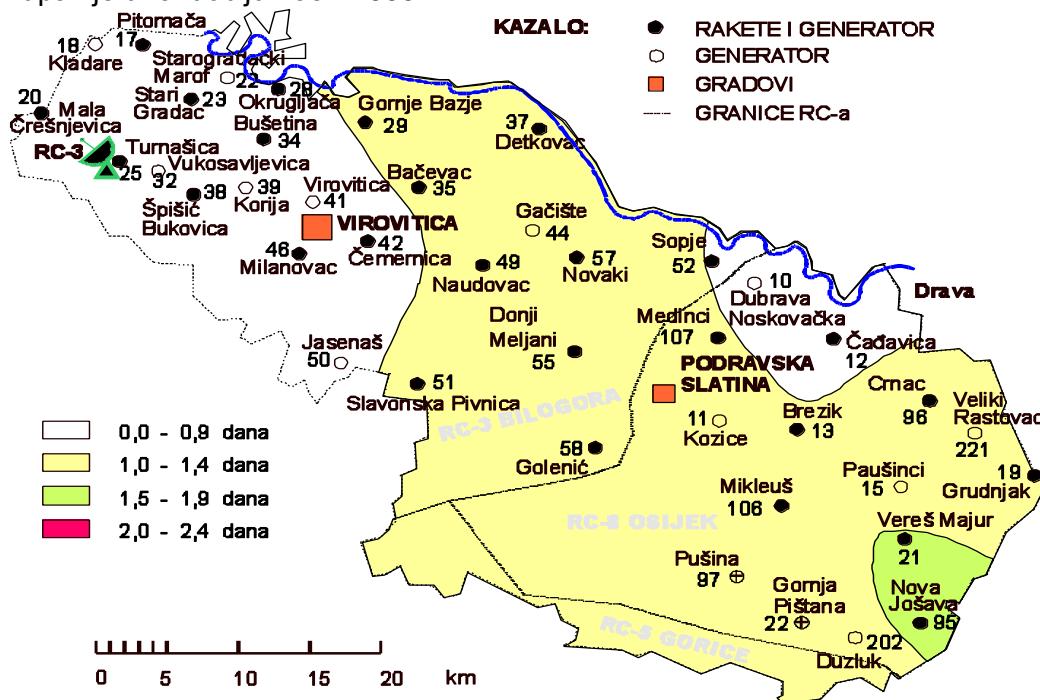 KAZALO:
RAKETE I GENERATOR
GENERATOR
GRADOVI
GRANICE RC-a
Pitomača
17
18
Kladare
Starogradački
Marof
22
Stari
Gradac
23
20
Mala
Črešnjevica
RC-3
Turnašica
25
Okrugljača
Bušetina
34
Vukosavljevica
32
38
Špišić
Bukovica
39
Korija
Virovitica
41
VIROVITICA
46
Milanovac
42
Čemernica
Jasenaš
50
Gornje Bazje
29
37
Detkovac
Bačevac
35
Gačište
44
49
Naudovac
57
Novaki
Donji
Meljani
55
51
Slavonska Pivnica
RC-3 BILOGORA
58
Golenić
Sopje
52
10
Dubrava
Noskovačka
Drava
Medinci
107
Čađavica
12
PODRAVSKA
SLATINA
11
Kozice
Brezik
13
Crnac
96
Veliki
Rastovac
221
19
Grudnjak
Paušinci
15
Mikleuš
106
RC-8 OSIJEK
Vereš Majur
21
Nova
Jošava
95
Pušina
97
Gornja
Pištana
22
202
Duzluk
RC-5 GORICE
0,0 - 0,9 dana
1,0 - 1,4 dana
1,5 - 1,9 dana
2,0 - 2,4 dana
0 5 10 15 20 km